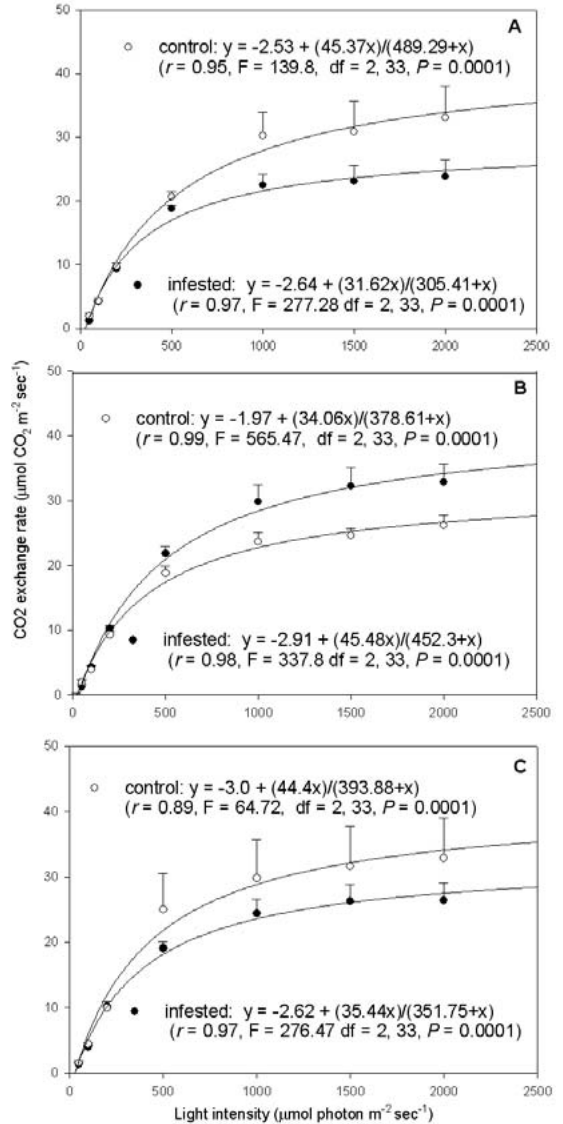 A
control: y = -2.53 + (45.37x)/(489.29+x)
(r = 0.95, F = 139.8, df = 2, 33, P = 0.0001)
infested: y = -2.64 + (31.62x)/(305.41+x)
(r = 0.97, F = 277.28 df = 2, 33, P = 0.0001)
50
40
30
20
10
0
0 500 1000 1500 2000 2500
B
control: y = -1.97 + (34.06x)/(378.61+x)
(r = 0.99, F = 565.47, df = 2, 33, P = 0.0001)
infested: y = -2.91 + (45.48x)/(452.3+x)
(r = 0.98, F = 337.8 df = 2, 33, P = 0.0001)
50
40
30
20
10
0
0 500 1000 1500 2000 2500
CO2 exchange rate (µmol CO₂ m⁻² sec⁻¹)
C
control: y = -3.0 + (44.4x)/(393.88+x)
(r = 0.89, F = 64.72, df = 2, 33, P = 0.0001)
infested: y = -2.62 + (35.44x)/(351.75+x)
(r = 0.97, F = 276.47 df = 2, 33, P = 0.0001)
50
40
30
20
10
0
0 500 1000 1500 2000 2500
Light intensity (µmol photon m⁻² sec⁻¹)